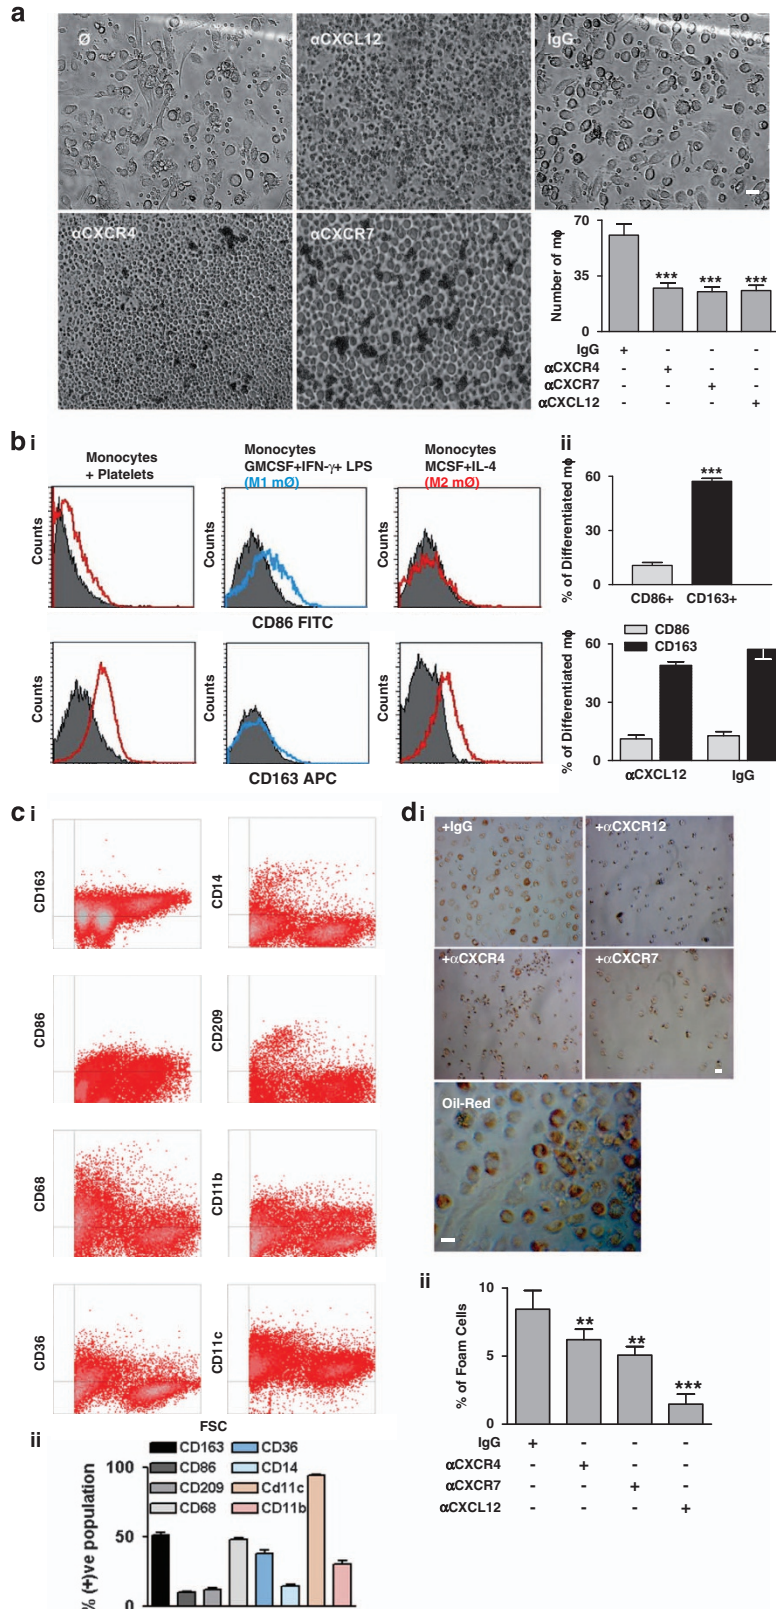 a
Ø
αCXCL12
IgG
αCXCR4
αCXCR7
Number of mϕ
70
35
0
***
***
***
IgG + - - -
αCXCR4 - + - -
αCXCR7 - - + -
αCXCL12 - - - +
b i
Monocytes
+ Platelets
Monocytes
GMCSF+IFN-γ+ LPS
(M1 mØ)
Monocytes
MCSF+IL-4
(M2 mØ)
Counts
Counts
Counts
CD86 FITC
Counts
Counts
Counts
CD163 APC
ii
% of Differentiated mϕ
60
30
0
***
CD86+ CD163+
CD86
CD163
% of Differentiated mϕ
60
30
0
αCXCL12 IgG
c i
CD163
CD14
CD86
CD209
CD68
CD11b
CD36
CD11c
FSC
ii
CD163 CD36
CD86 CD14
CD209 Cd11c
CD68 CD11b
% (+)ve population
100
50
0
d i
+IgG
+αCXCR12
+αCXCR4
+αCXCR7
Oil-Red
ii
% of Foam Cells
10
5
0
**
**
***
IgG + - - -
αCXCR4 - + - -
αCXCR7 - - + -
αCXCL12 - - - +